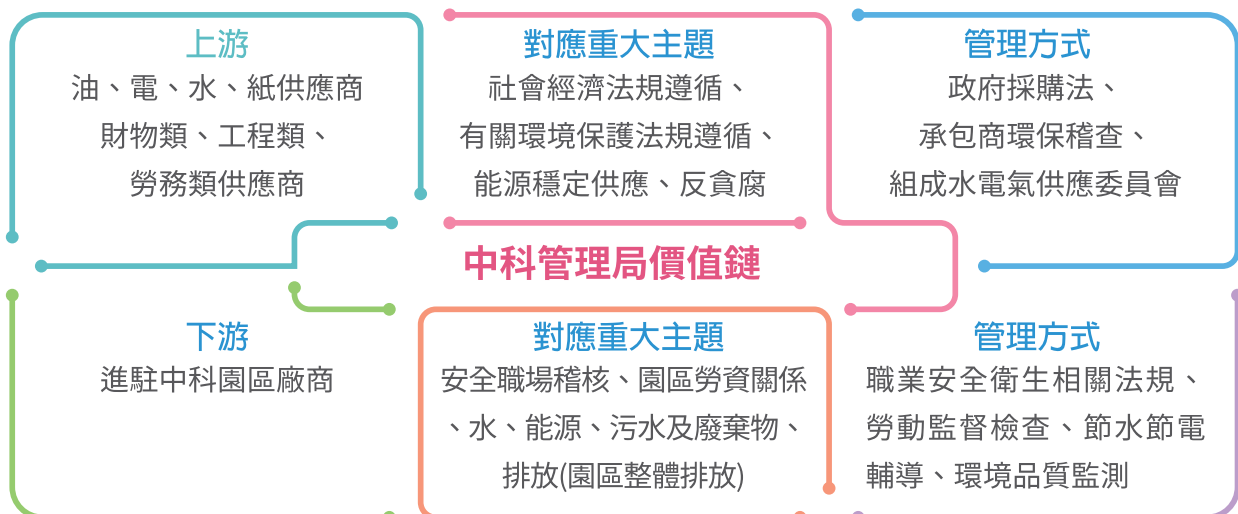 上游
油、電、水、紙供應商
財物類、工程類、
勞務類供應商
對應重大主題
社會經濟法規遵循、
有關環境保護法規遵循、
能源穩定供應、反貪腐
管理方式
政府採購法、
承包商環保稽查、
組成水電氣供應委員會
中科管理局價值鏈
下游
進駐中科園區廠商
對應重大主題
安全職場稽核、園區勞資關係
、水、能源、污水及廢棄物、
排放(園區整體排放)
管理方式
職業安全衛生相關法規、
勞動監督檢查、節水節電
輔導、環境品質監測